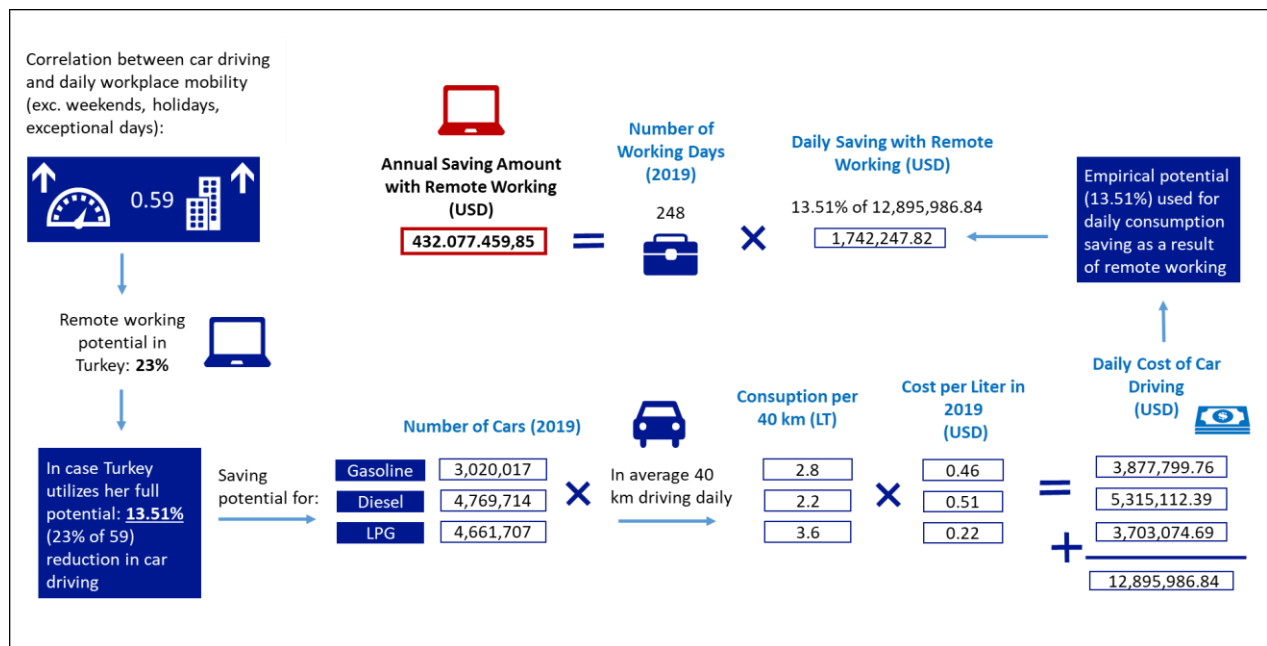 Correlation between car driving
and daily workplace mobility
(exc. weekends, holidays,
exceptional days):
0.59
Remote working
potential in
Turkey: 23%
In case Turkey
utilizes her full
potential: 13.51%
(23% of 59)
reduction in car
driving
Saving
potential for:
Number of Cars (2019)
Gasoline 3,020,017
Diesel 4,769,714
LPG 4,661,707
×
In average 40
km driving daily
Consuption per
40 km (LT)
2.8
2.2
3.6
×
Cost per Liter in
2019
(USD)
0.46
0.51
0.22
=
Daily Cost of Car
Driving
(USD)
$
3,877,799.76
5,315,112.39
3,703,074.69
+
12,895,986.84
Empirical potential
(13.51%) used for
daily consumption
saving as a result
of remote working
Daily Saving with Remote
Working (USD)
13.51% of 12,895,986.84
1,742,247.82
×
Number of
Working Days
(2019)
248
=
Annual Saving Amount
with Remote Working
(USD)
432.077.459,85